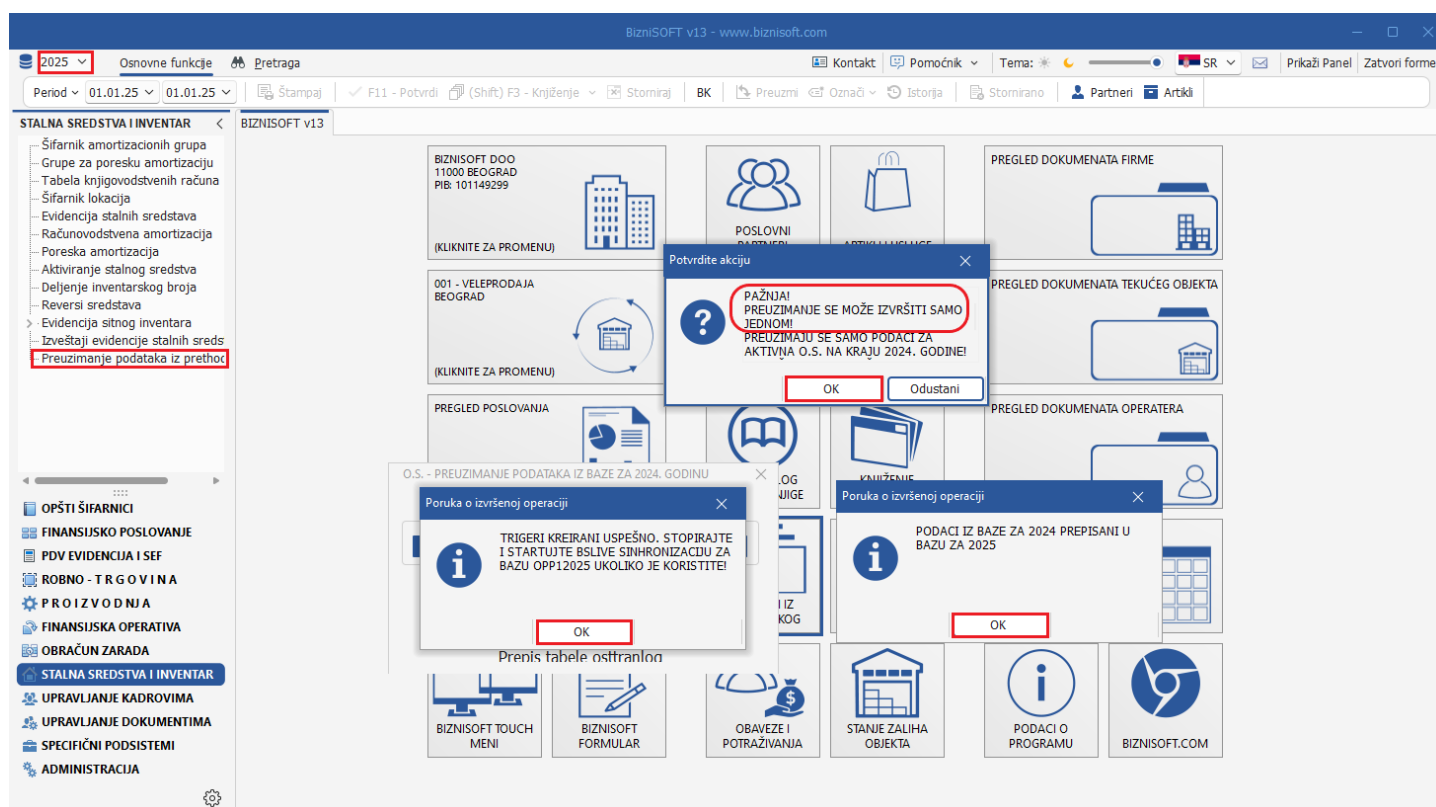 BizniSOFT v13 - www.biznisoft.com
2025
Osnovne funkcije
Pretraga
Kontakt
Pomoćnik
Tema:
SR
Prikaži Panel
Zatvori forme
Period
01.01.25
01.01.25
Štampaj
F11 - Potvrdi
(Shift) F3 - Knjiženje
Storniraj
BK
Preuzmi
Označi
Istorija
Stornirano
Partneri
Artikli
STALNA SREDSTVA I INVENTAR
BIZNISOFT v13
Šifarnik amortizacionih grupa
Grupe za poresku amortizaciju
Tabela knjigovodstvenih računa
Šifarnik lokacija
Evidencija stalnih sredstava
Računovodstvena amortizacija
Poreska amortizacija
Aktiviranje stalnog sredstva
Deljenje inventarskog broja
Reversi sredstava
Evidencija sitnog inventara
Izveštaji evidencije stalnih sreds
Preuzimanje podataka iz prethod
OPŠTI ŠIFARNICI
FINANSIJSKO POSLOVANJE
PDV EVIDENCIJA I SEF
ROBNO - T R G O V I N A
P R O I Z V O D N J A
FINANSIJSKA OPERATIVA
OBRAČUN ZARADA
STALNA SREDSTVA I INVENTAR
UPRAVLJANJE KADROVIMA
UPRAVLJANJE DOKUMENTIMA
SPECIFIČNI PODSISTEMI
ADMINISTRACIJA
BIZNISOFT DOO
11000 BEOGRAD
PIB: 101149299
(KLIKNITE ZA PROMENU)
POSLOVNI
PREGLED DOKUMENATA FIRME
001 - VELEPRODAJA
BEOGRAD
(KLIKNITE ZA PROMENU)
PREGLED DOKUMENATA TEKUĆEG OBJEKTA
Potvrdite akciju
PAŽNJA!
PREUZIMANJE SE MOŽE IZVRŠITI SAMO
JEDNOM!
PREUZIMAJU SE SAMO PODACI ZA
AKTIVNA O.S. NA KRAJU 2024. GODINE!
OK
Odustani
PREGLED POSLOVANJA
PREGLED DOKUMENATA OPERATERA
O.S. - PREUZIMANJE PODATAKA IZ BAZE ZA 2024. GODINU
Poruka o izvršenoj operaciji
TRIGERI KREIRANI USPEŠNO. STOPIRAJTE
I STARTUJTE BSLIVE SINHRONIZACIJU ZA
BAZU OPP12025 UKOLIKO JE KORISTITE!
OK
Prepis tabele osttranlog
Poruka o izvršenoj operaciji
PODACI IZ BAZE ZA 2024 PREPISANI U
BAZU ZA 2025
OK
BIZNISOFT TOUCH
MENI
BIZNISOFT
FORMULAR
OBAVEZE I
POTRAŽIVANJA
STANJE ZALIHA
OBJEKTA
PODACI O
PROGRAMU
BIZNISOFT.COM